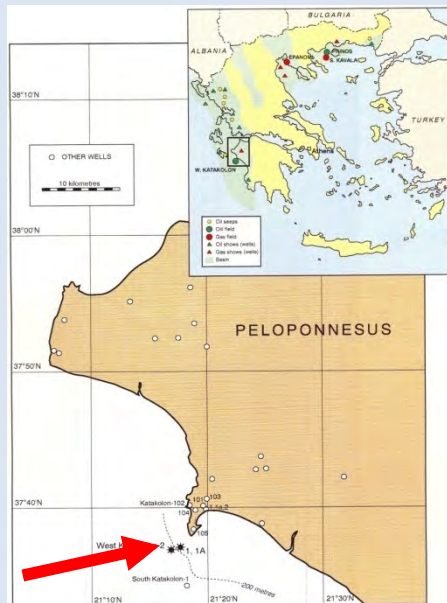 BULGARIA
ALBANIA
EPANOMI
PRINOS
S. KAVALA
TURKEY
Athens
W. KATAKOLON
Oil seeps
Oil field
Gas field
Oil shows (wells)
Gas shows (wells)
Basin
38°10'
OTHER WELLS
10 kilometres
38°00'
PELOPONNESUS
37°50'
37°40'
Katakolon-102
101
103
104
105
West
2
1, 1A
South Katakolon-1
200 metres
21°10'
21°20'
21°30'